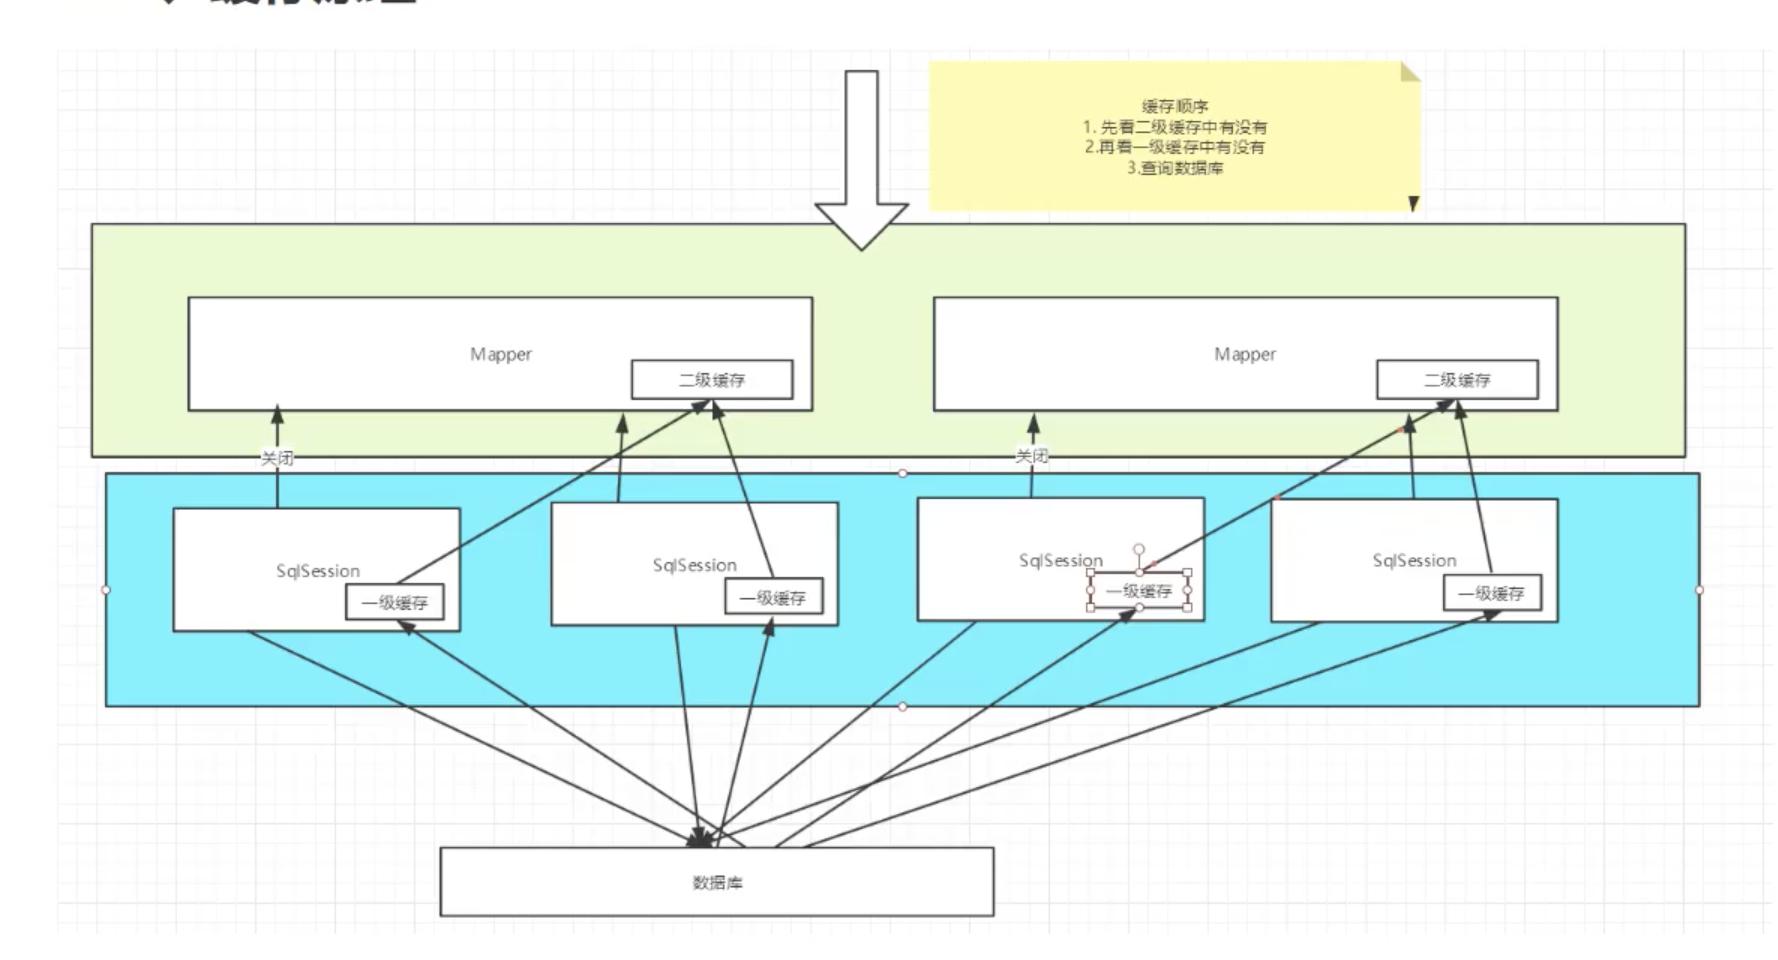 缓存顺序
1. 先看二级缓存中有没有
2.再看一级缓存中有没有
3.查询数据库
Mapper
二级缓存
Mapper
二级缓存
关闭
关闭
SqlSession
一级缓存
SqlSession
一级缓存
SqlSession
一级缓存
SqlSession
一级缓存
数据库